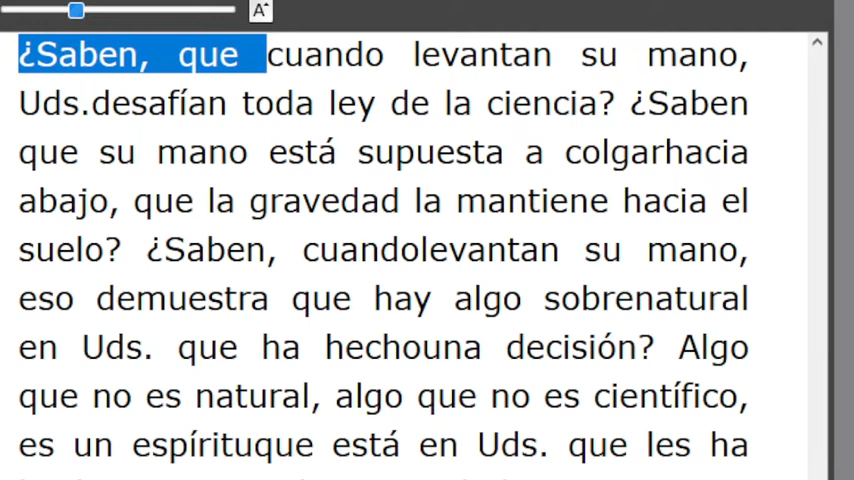 A
¿Saben, que cuando levantan su mano,
Uds.desafían toda ley de la ciencia? ¿Saben
que su mano está supuesta a colgarhacia
abajo, que la gravedad la mantiene hacia el
suelo? ¿Saben, cuandolevantan su mano,
eso demuestra que hay algo sobrenatural
en Uds. que ha hechouna decisión? Algo
que no es natural, algo que no es científico,
es un espírituque está en Uds. que les ha